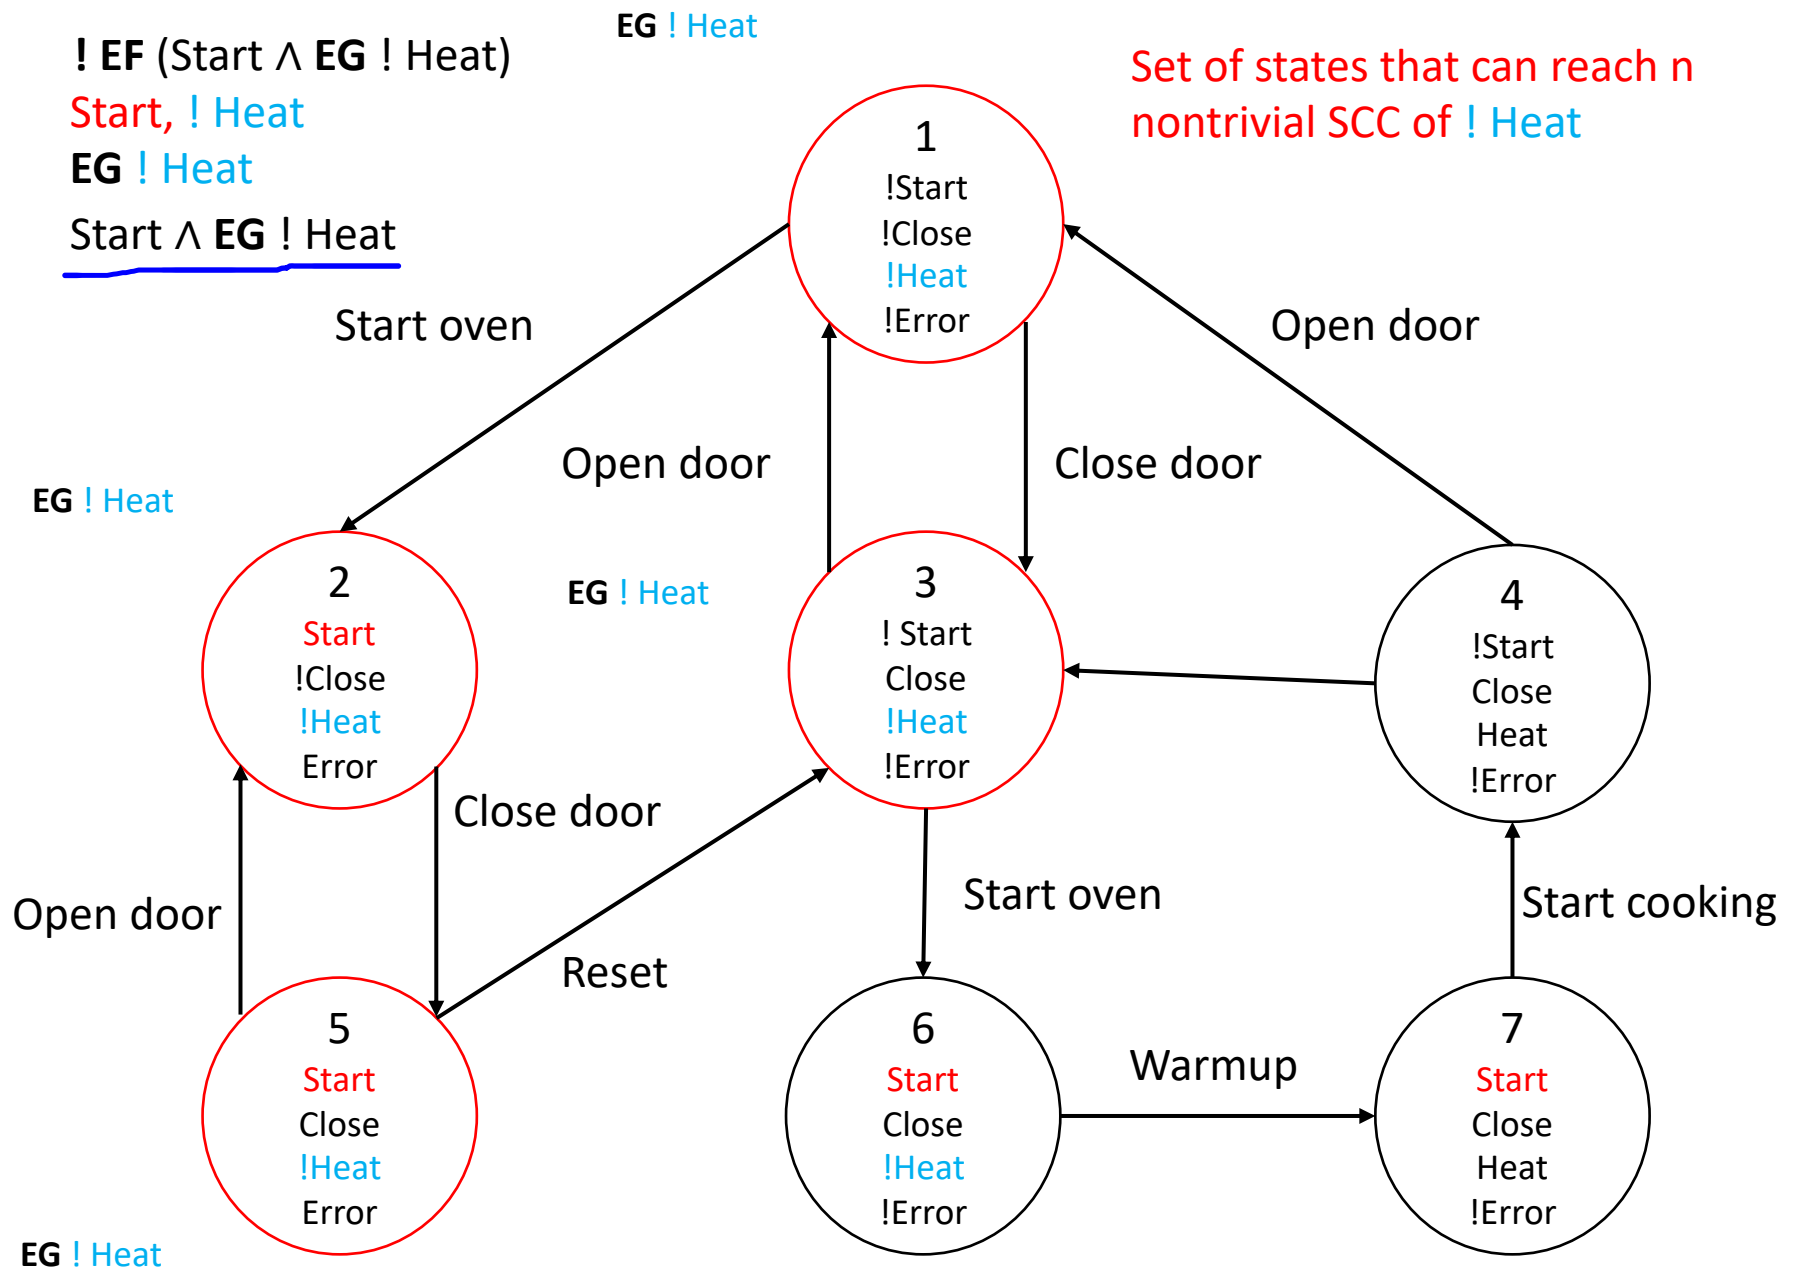 EG ! Heat
! EF (Start ∧ EG ! Heat)
Start, ! Heat
EG ! Heat
Start ∧ EG ! Heat
Set of states that can reach n
nontrivial SCC of ! Heat
1
!Start
!Close
!Heat
!Error
Start oven
Open door
Open door
Close door
EG ! Heat
2
Start
!Close
!Heat
Error
EG ! Heat
3
! Start
Close
!Heat
!Error
4
!Start
Close
Heat
!Error
Close door
Open door
Reset
Start oven
Start cooking
5
Start
Close
!Heat
Error
6
Start
Close
!Heat
!Error
Warmup
7
Start
Close
Heat
!Error
EG ! Heat